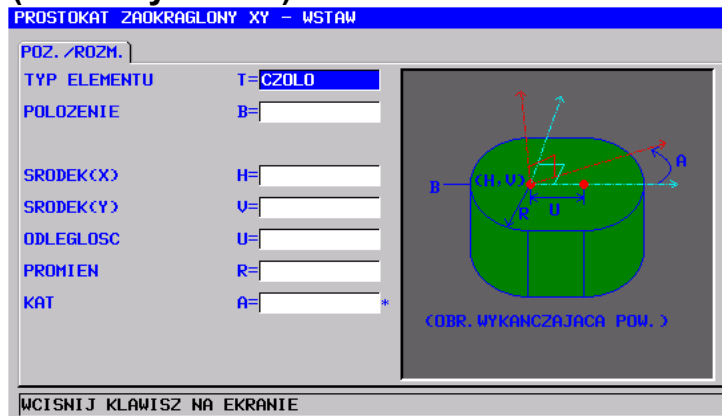 PROSTOKAT ZAOKRAGLONY XY - WSTAW
POZ./ROZM.
TYP ELEMENTU T=CZOLO
POLOZENIE B=
SRODEK(X) H=
SRODEK(Y) V=
ODLEGLOSC U=
PROMIEN R=
KAT A= *
A
B (H,V)
R U
(OBR.WYKANCZAJACA POW.)
WCISNIJ KLAWISZ NA EKRANIE